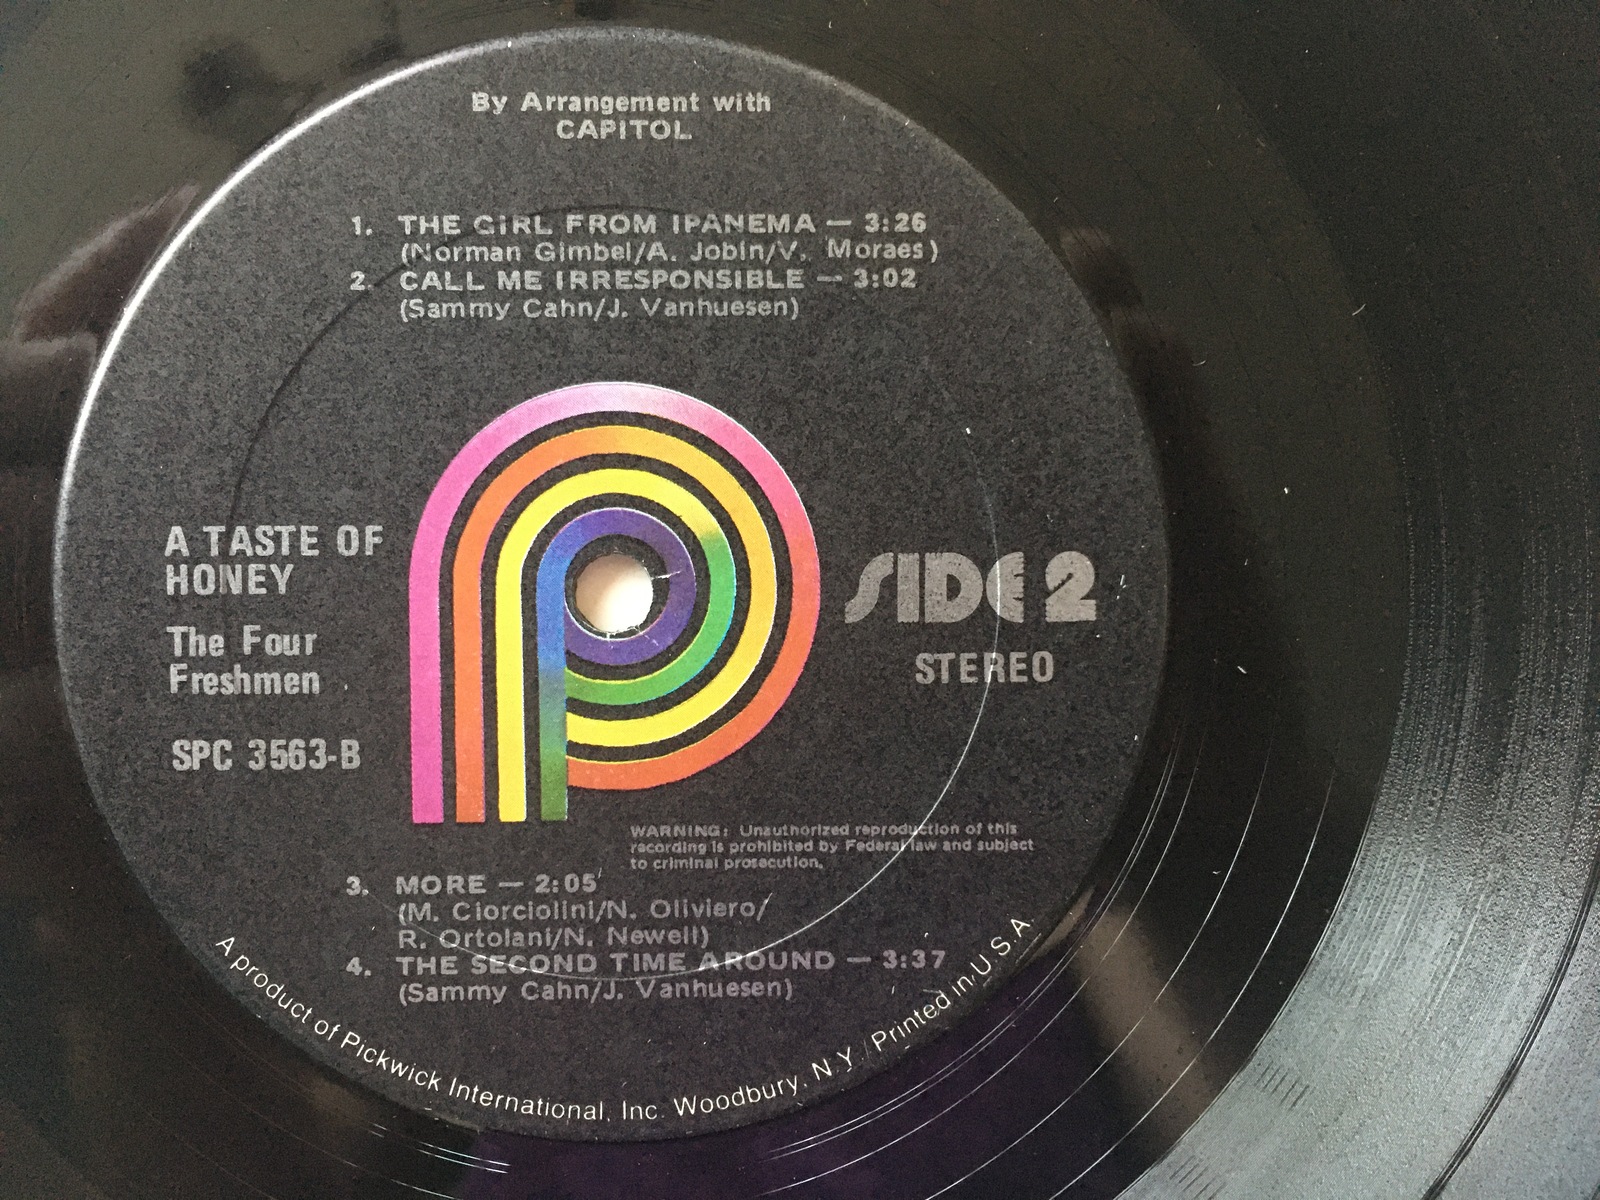 By Arrangement with
CAPITOL
1. THE GIRL FROM IPANEMA — 3:26
(Norman Gimbel/A. Jobin/V. Moraes)
2. CALL ME IRRESPONSIBLE — 3:02
(Sammy Cahn/J. Vanhuesen)
A TASTE OF
HONEY
The Four
Freshmen
SPC 3563-B
SIDE 2
STEREO
WARNING: Unauthorized reproduction of this
recording is prohibited by Federal law and subject
to criminal prosecution.
3. MORE — 2:05
(M. Ciorciolini/N. Oliviero/
R. Ortolani/N. Newell)
4. THE SECOND TIME AROUND — 3:37
(Sammy Cahn/J. Vanhuesen)
A product of Pickwick International, Inc. Woodbury, N.Y. Printed in U.S.A.